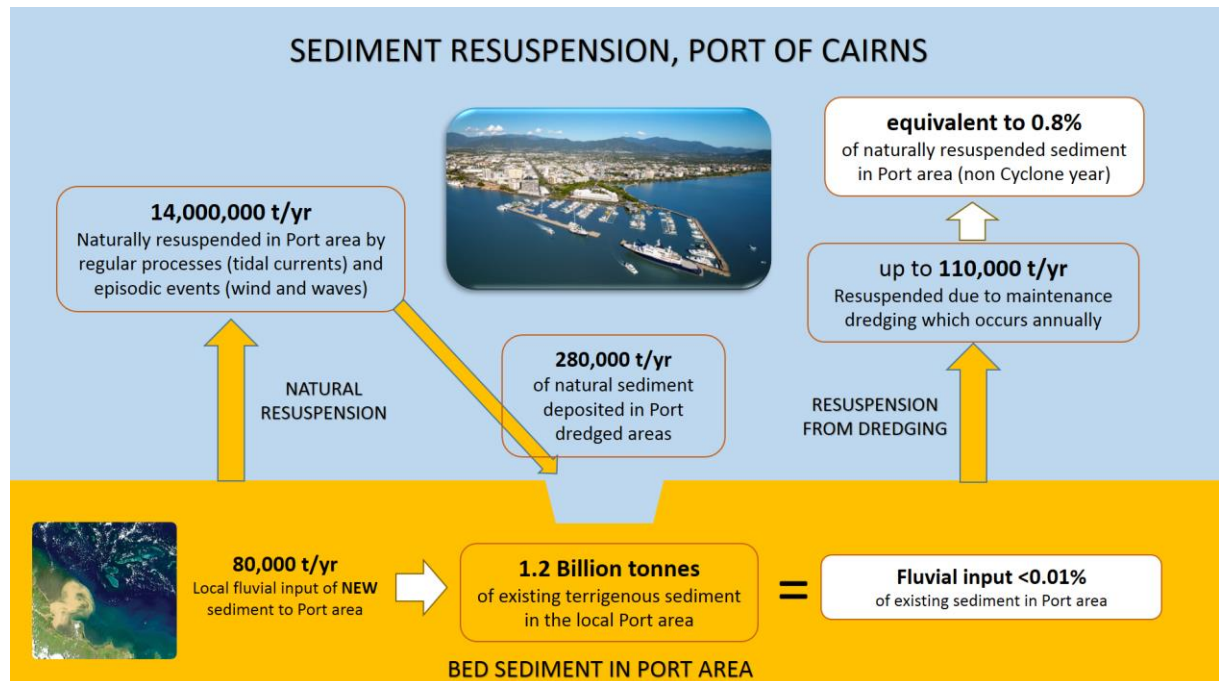 SEDIMENT RESUSPENSION, PORT OF CAIRNS
14,000,000 t/yr
Naturally resuspended in Port area by
regular processes (tidal currents) and
episodic events (wind and waves)
equivalent to 0.8%
of naturally resuspended sediment
in Port area (non Cyclone year)
up to 110,000 t/yr
Resuspended due to maintenance
dredging which occurs annually
280,000 t/yr
of natural sediment
deposited in Port
dredged areas
NATURAL
RESUSPENSION
RESUSPENSION
FROM DREDGING
80,000 t/yr
Local fluvial input of NEW
sediment to Port area
1.2 Billion tonnes
of existing terrigenous sediment
in the local Port area
=
Fluvial input <0.01%
of existing sediment in Port area
BED SEDIMENT IN PORT AREA